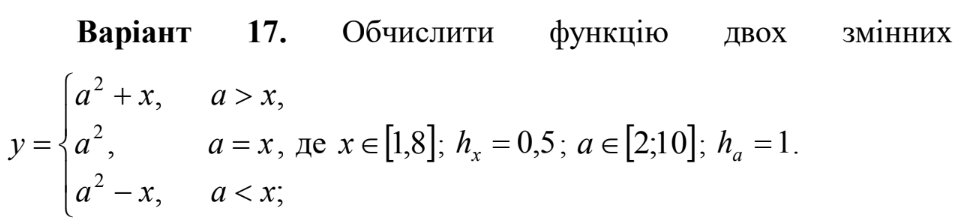 Варіант 17. Обчислити функцію двох змінних
a² + x, a > x,
y = { a², a = x, де x ∈ [1,8]; hₓ = 0,5; a ∈ [2;10]; hₐ = 1.
a² − x, a < x;